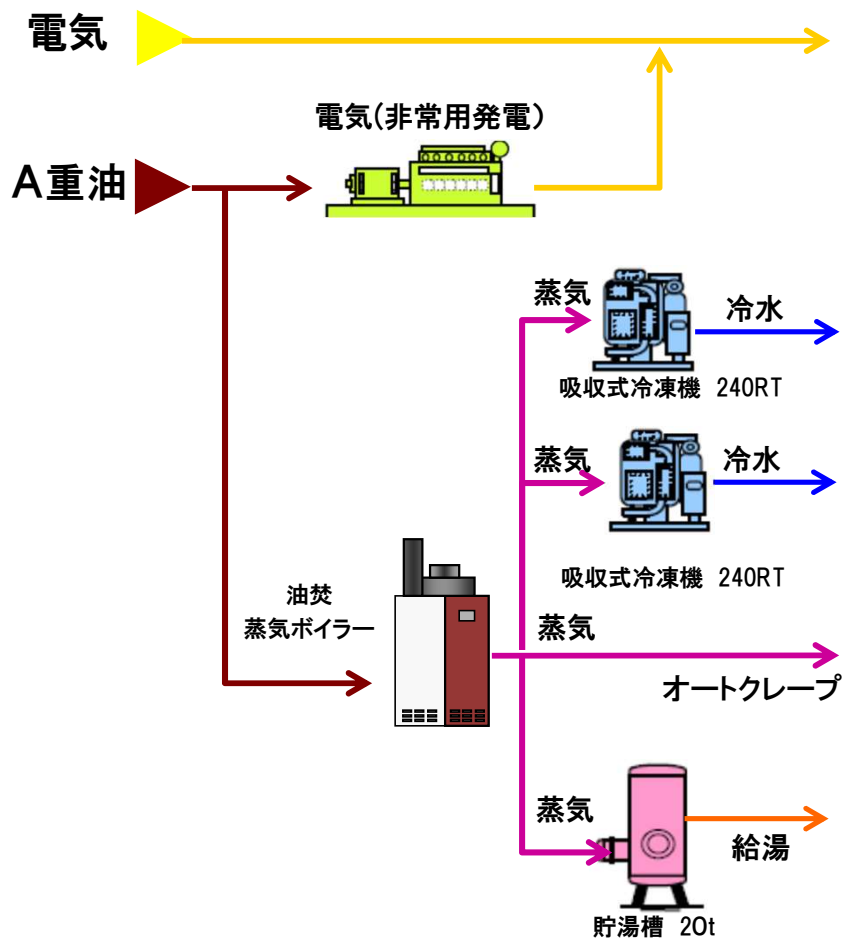 電気
電気(非常用発電)
A重油
蒸気
冷水
吸収式冷凍機 240RT
蒸気
冷水
吸収式冷凍機 240RT
油焚
蒸気ボイラー
蒸気
オートクレープ
蒸気
給湯
貯湯槽 20t